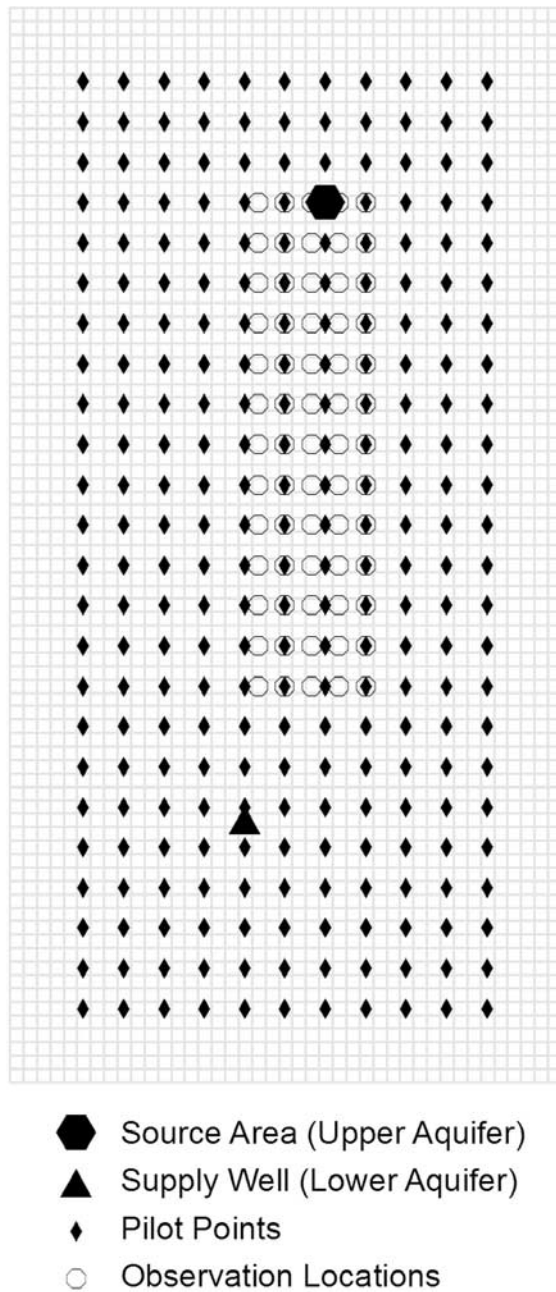 Source Area (Upper Aquifer)
Supply Well (Lower Aquifer)
Pilot Points
Observation Locations